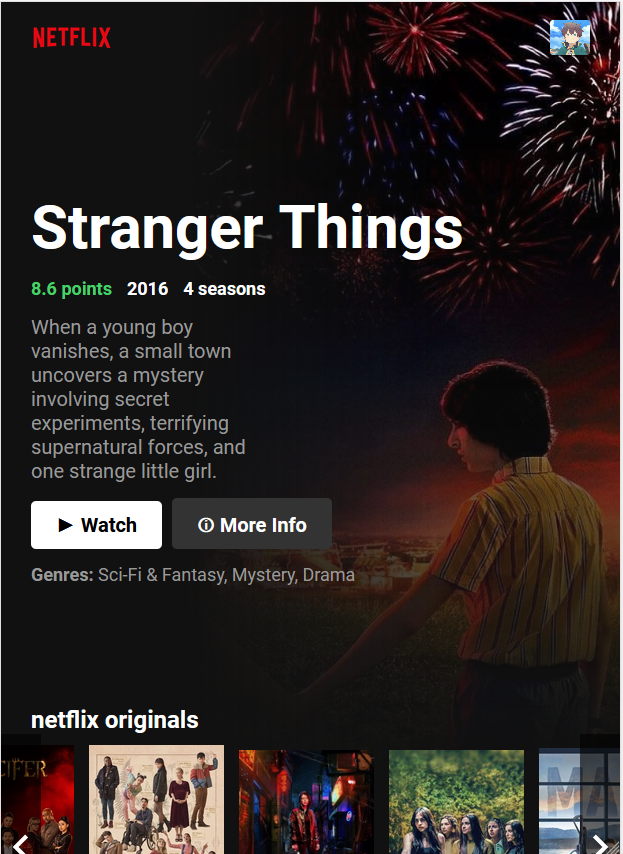 NETFLIX
Stranger Things
8.6 points 2016 4 seasons
When a young boy
vanishes, a small town
uncovers a mystery
involving secret
experiments, terrifying
supernatural forces, and
one strange little girl.
Watch
More Info
Genres: Sci-Fi & Fantasy, Mystery, Drama
netflix originals
CIFER
MA